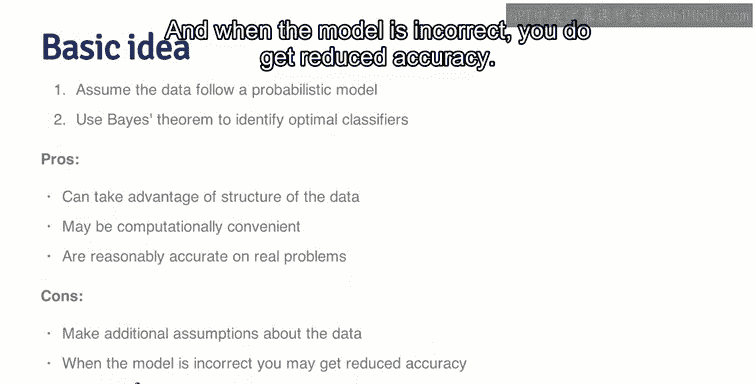 And when the model is incorrect, you do
get reduced accuracy.
Basic idea
1. Assume the data follow a probabilistic model
2. Use Bayes' theorem to identify optimal classifiers
Pros:
· Can take advantage of structure of the data
· May be computationally convenient
· Are reasonably accurate on real problems
Cons:
· Make additional assumptions about the data
· When the model is incorrect you may get reduced accuracy